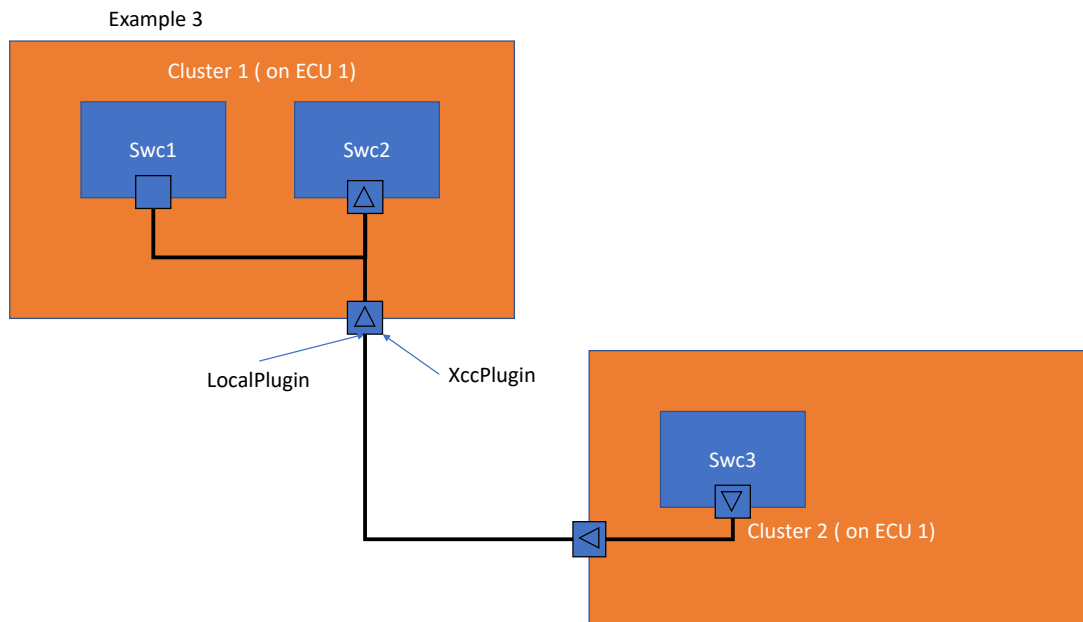 Example 3
Cluster 1 ( on ECU 1)
Swc1
Swc2
LocalPlugin
XccPlugin
Swc3
Cluster 2 ( on ECU 1)